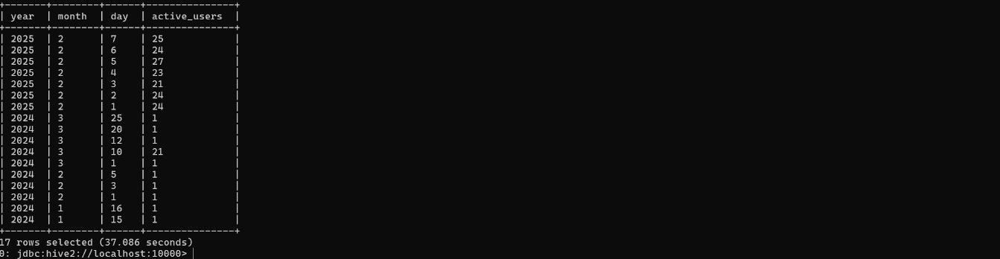 +-------+--------+------+---------------+
| year  | month  | day  | active_users  |
+-------+--------+------+---------------+
| 2025  | 2      | 7    | 25            |
| 2025  | 2      | 6    | 24            |
| 2025  | 2      | 5    | 27            |
| 2025  | 2      | 4    | 23            |
| 2025  | 2      | 3    | 21            |
| 2025  | 2      | 2    | 24            |
| 2025  | 2      | 1    | 24            |
| 2024  | 3      | 25   | 1             |
| 2024  | 3      | 20   | 1             |
| 2024  | 3      | 12   | 1             |
| 2024  | 3      | 10   | 21            |
| 2024  | 3      | 1    | 1             |
| 2024  | 2      | 5    | 1             |
| 2024  | 2      | 3    | 1             |
| 2024  | 2      | 1    | 1             |
| 2024  | 1      | 16   | 1             |
| 2024  | 1      | 15   | 1             |
+-------+--------+------+---------------+
17 rows selected (37.086 seconds)
0: jdbc:hive2://localhost:10000>